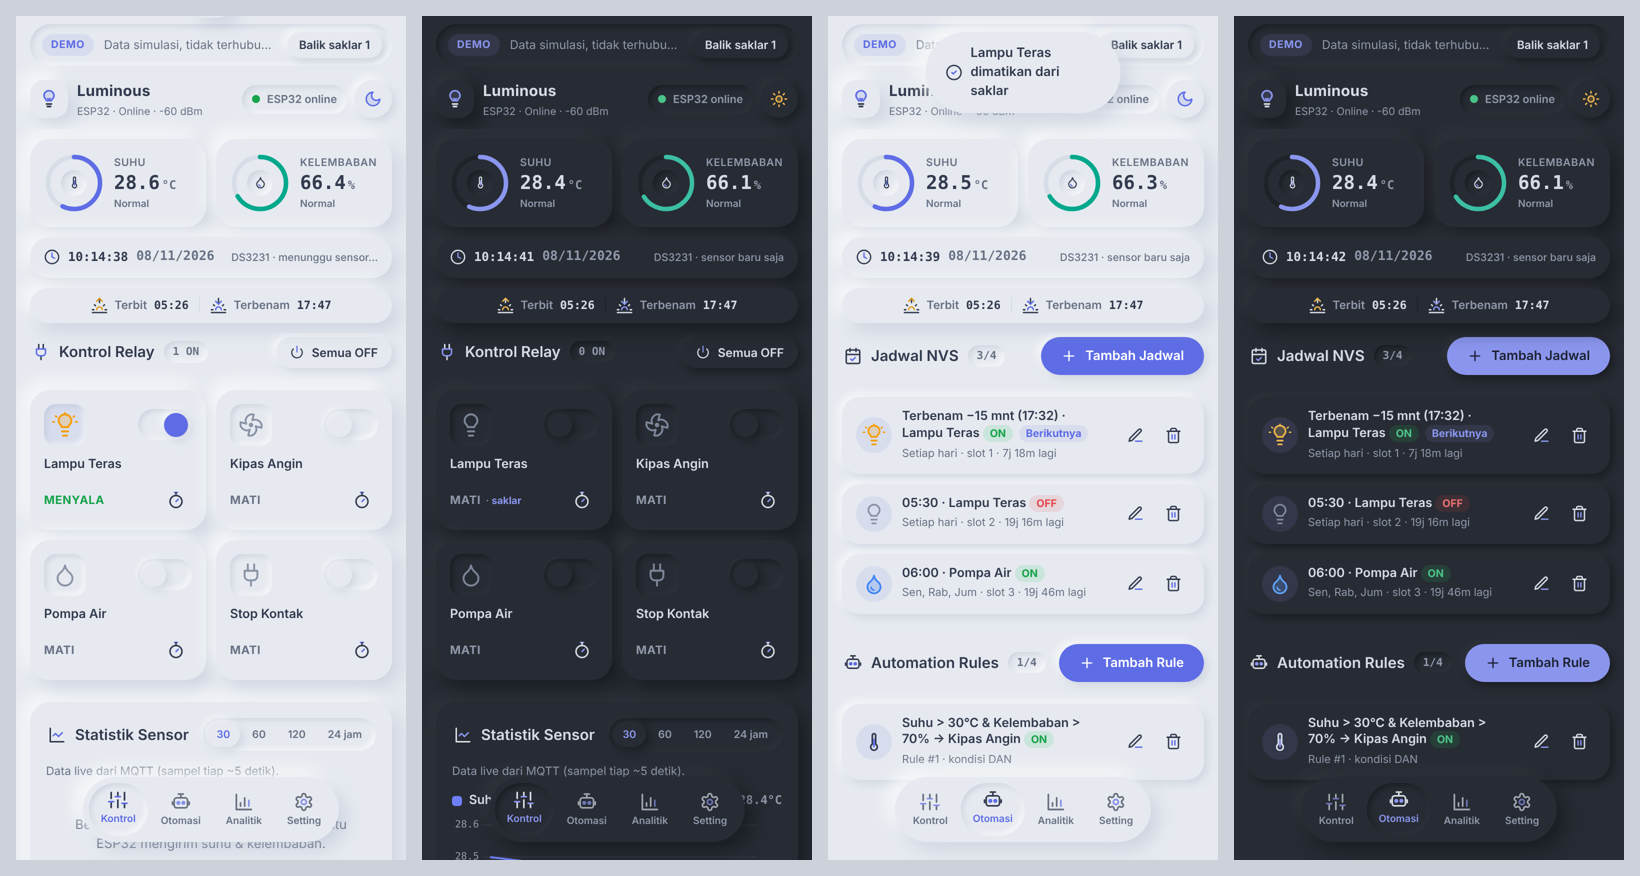 DEMO Data simulasi, tidak terhubu... Balik saklar 1
Luminous
ESP32 · Online · -60 dBm
ESP32 online
SUHU
28.6 °C
Normal
KELEMBABAN
66.4 %
Normal
10:14:38 08/11/2026 DS3231 · menunggu sensor...
Terbit 05:26 Terbenam 17:47
Kontrol Relay 1 ON Semua OFF
Lampu Teras
MENYALA
Kipas Angin
MATI
Pompa Air
MATI
Stop Kontak
MATI
Statistik Sensor 30 60 120 24 jam
Data live dari MQTT (sampel tiap ~5 detik).
Kontrol Otomasi Analitik Setting
ESP32 mengirim suhu & kelembaban.
DEMO Data simulasi, tidak terhubu... Balik saklar 1
Luminous
ESP32 · Online · -60 dBm
ESP32 online
SUHU
28.4 °C
Normal
KELEMBABAN
66.1 %
Normal
10:14:41 08/11/2026 DS3231 · sensor baru saja
Terbit 05:26 Terbenam 17:47
Kontrol Relay 0 ON Semua OFF
Lampu Teras
MATI · saklar
Kipas Angin
MATI
Pompa Air
MATI
Stop Kontak
MATI
Statistik Sensor 30 60 120 24 jam
Data live dari MQTT (sampel tiap ~5 detik).
Suh 8.4°C
28.6
Kontrol Otomasi Analitik Setting
28.5
DEMO Balik saklar 1
Lampu Teras
dimatikan dari
saklar
Lumin
ESP32 · Online · -60 dBm
online
SUHU
28.5 °C
Normal
KELEMBABAN
66.3 %
Normal
10:14:39 08/11/2026 DS3231 · sensor baru saja
Terbit 05:26 Terbenam 17:47
Jadwal NVS 3/4 + Tambah Jadwal
Terbenam −15 mnt (17:32) ·
Lampu Teras ON Berikutnya
Setiap hari · slot 1 · 7j 18m lagi
05:30 · Lampu Teras OFF
Setiap hari · slot 2 · 19j 16m lagi
06:00 · Pompa Air ON
Sen, Rab, Jum · slot 3 · 19j 46m lagi
Automation Rules 1/4 + Tambah Rule
Suhu > 30°C & Kelembaban >
70% → Kipas Angin ON
Rule #1 · kondisi DAN
Kontrol Otomasi Analitik Setting
DEMO Data simulasi, tidak terhubu... Balik saklar 1
Luminous
ESP32 · Online · -60 dBm
ESP32 online
SUHU
28.4 °C
Normal
KELEMBABAN
66.1 %
Normal
10:14:42 08/11/2026 DS3231 · sensor baru saja
Terbit 05:26 Terbenam 17:47
Jadwal NVS 3/4 + Tambah Jadwal
Terbenam −15 mnt (17:32) ·
Lampu Teras ON Berikutnya
Setiap hari · slot 1 · 7j 18m lagi
05:30 · Lampu Teras OFF
Setiap hari · slot 2 · 19j 16m lagi
06:00 · Pompa Air ON
Sen, Rab, Jum · slot 3 · 19j 46m lagi
Automation Rules 1/4 + Tambah Rule
Suhu > 30°C & Kelembaban >
70% → Kipas Angin ON
Rule #1 · kondisi DAN
Kontrol Otomasi Analitik Setting